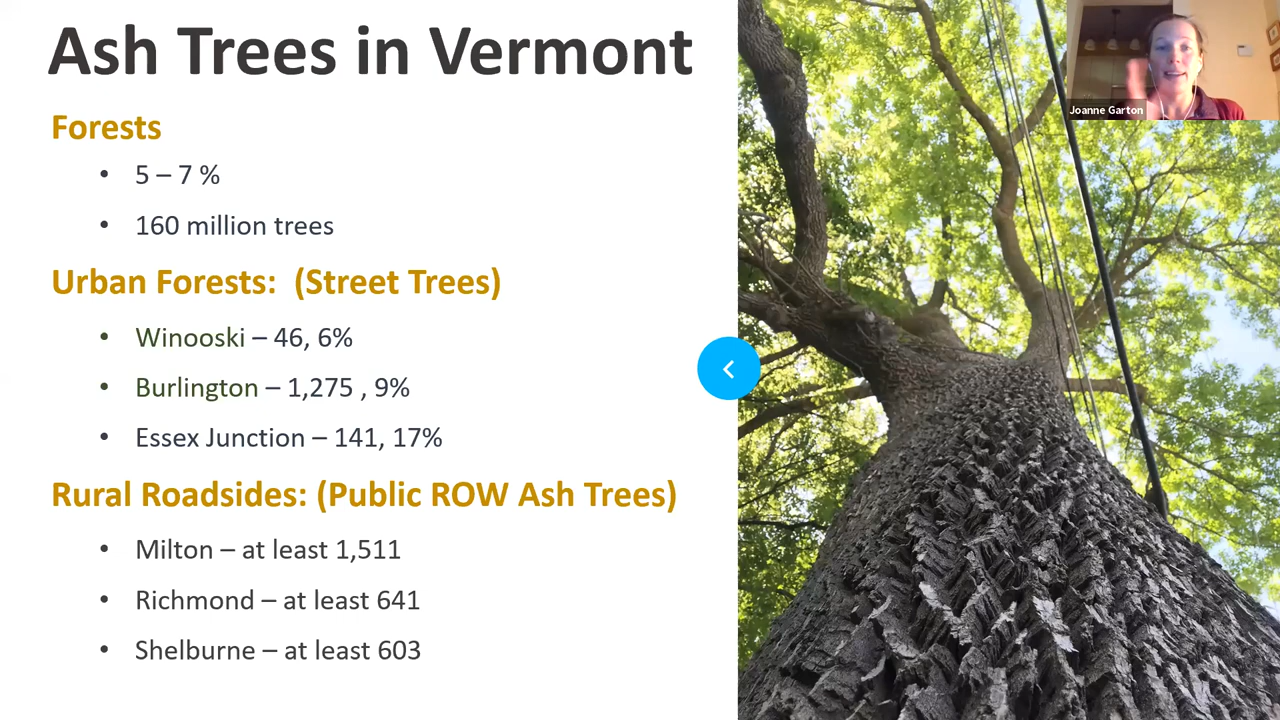 Ash Trees in Vermont
Joanne Garton
Forests
• 5 – 7 %
• 160 million trees
Urban Forests:  (Street Trees)
• Winooski – 46, 6%
• Burlington – 1,275 , 9%
• Essex Junction – 141, 17%
Rural Roadsides: (Public ROW Ash Trees)
• Milton – at least 1,511
• Richmond – at least 641
• Shelburne – at least 603